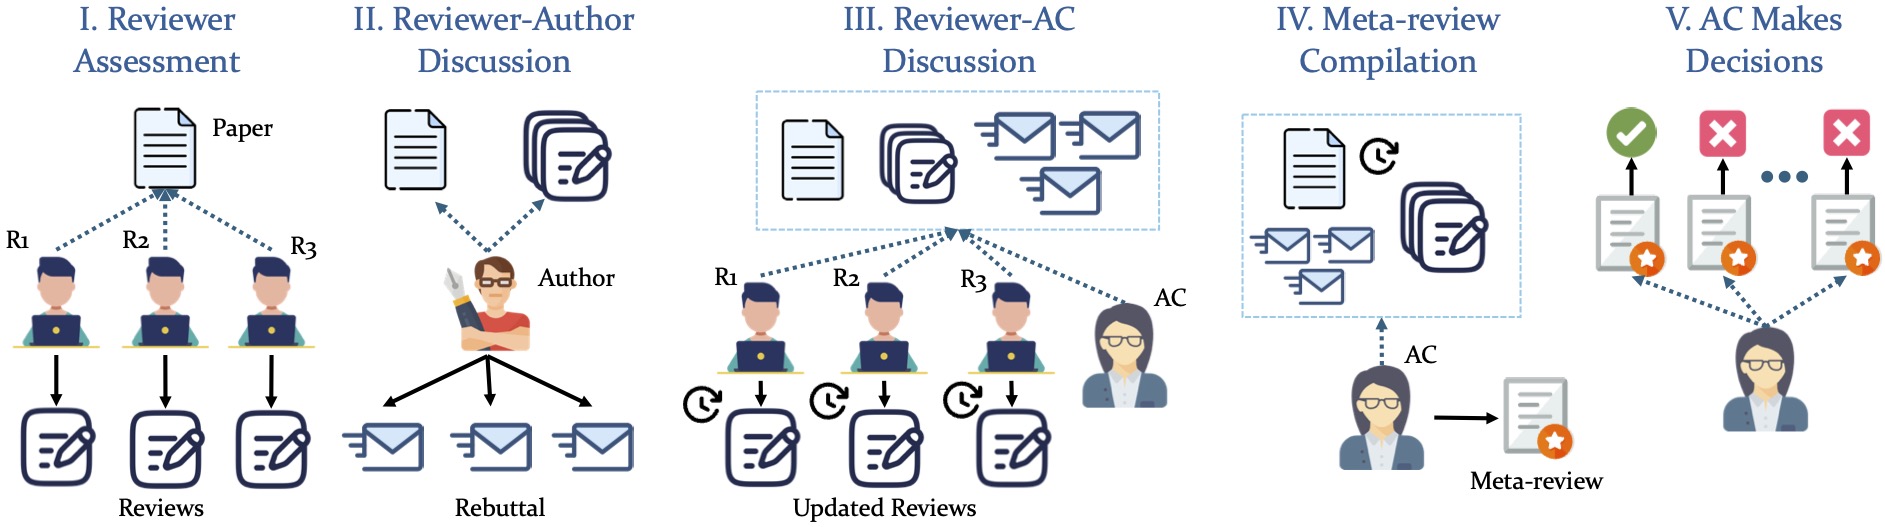 I. Reviewer
Assessment
Paper
R1
R2
R3
Reviews
II. Reviewer-Author
Discussion
Author
Rebuttal
III. Reviewer-AC
Discussion
R1
R2
R3
AC
Updated Reviews
IV. Meta-review
Compilation
AC
Meta-review
V. AC Makes
Decisions